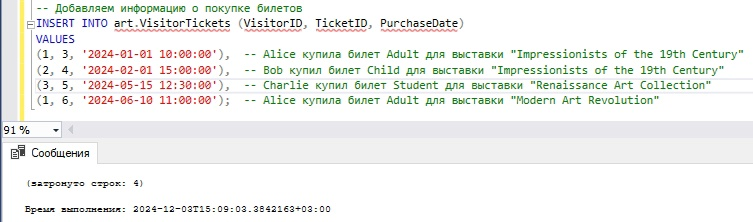 -- Добавляем информацию о покупке билетов
INSERT INTO art.VisitorTickets (VisitorID, TicketID, PurchaseDate)
VALUES
(1, 3, '2024-01-01 10:00:00'), -- Alice купила билет Adult для выставки "Impressionists of the 19th Century"
(2, 4, '2024-02-01 15:00:00'), -- Bob купил билет Child для выставки "Impressionists of the 19th Century"
(3, 5, '2024-05-15 12:30:00'), -- Charlie купил билет Student для выставки "Renaissance Art Collection"
(1, 6, '2024-06-10 11:00:00'); -- Alice купила билет Adult для выставки "Modern Art Revolution"
91 %
Сообщения
(затронуто строк: 4)
Время выполнения: 2024-12-03T15:09:03.3842163+03:00